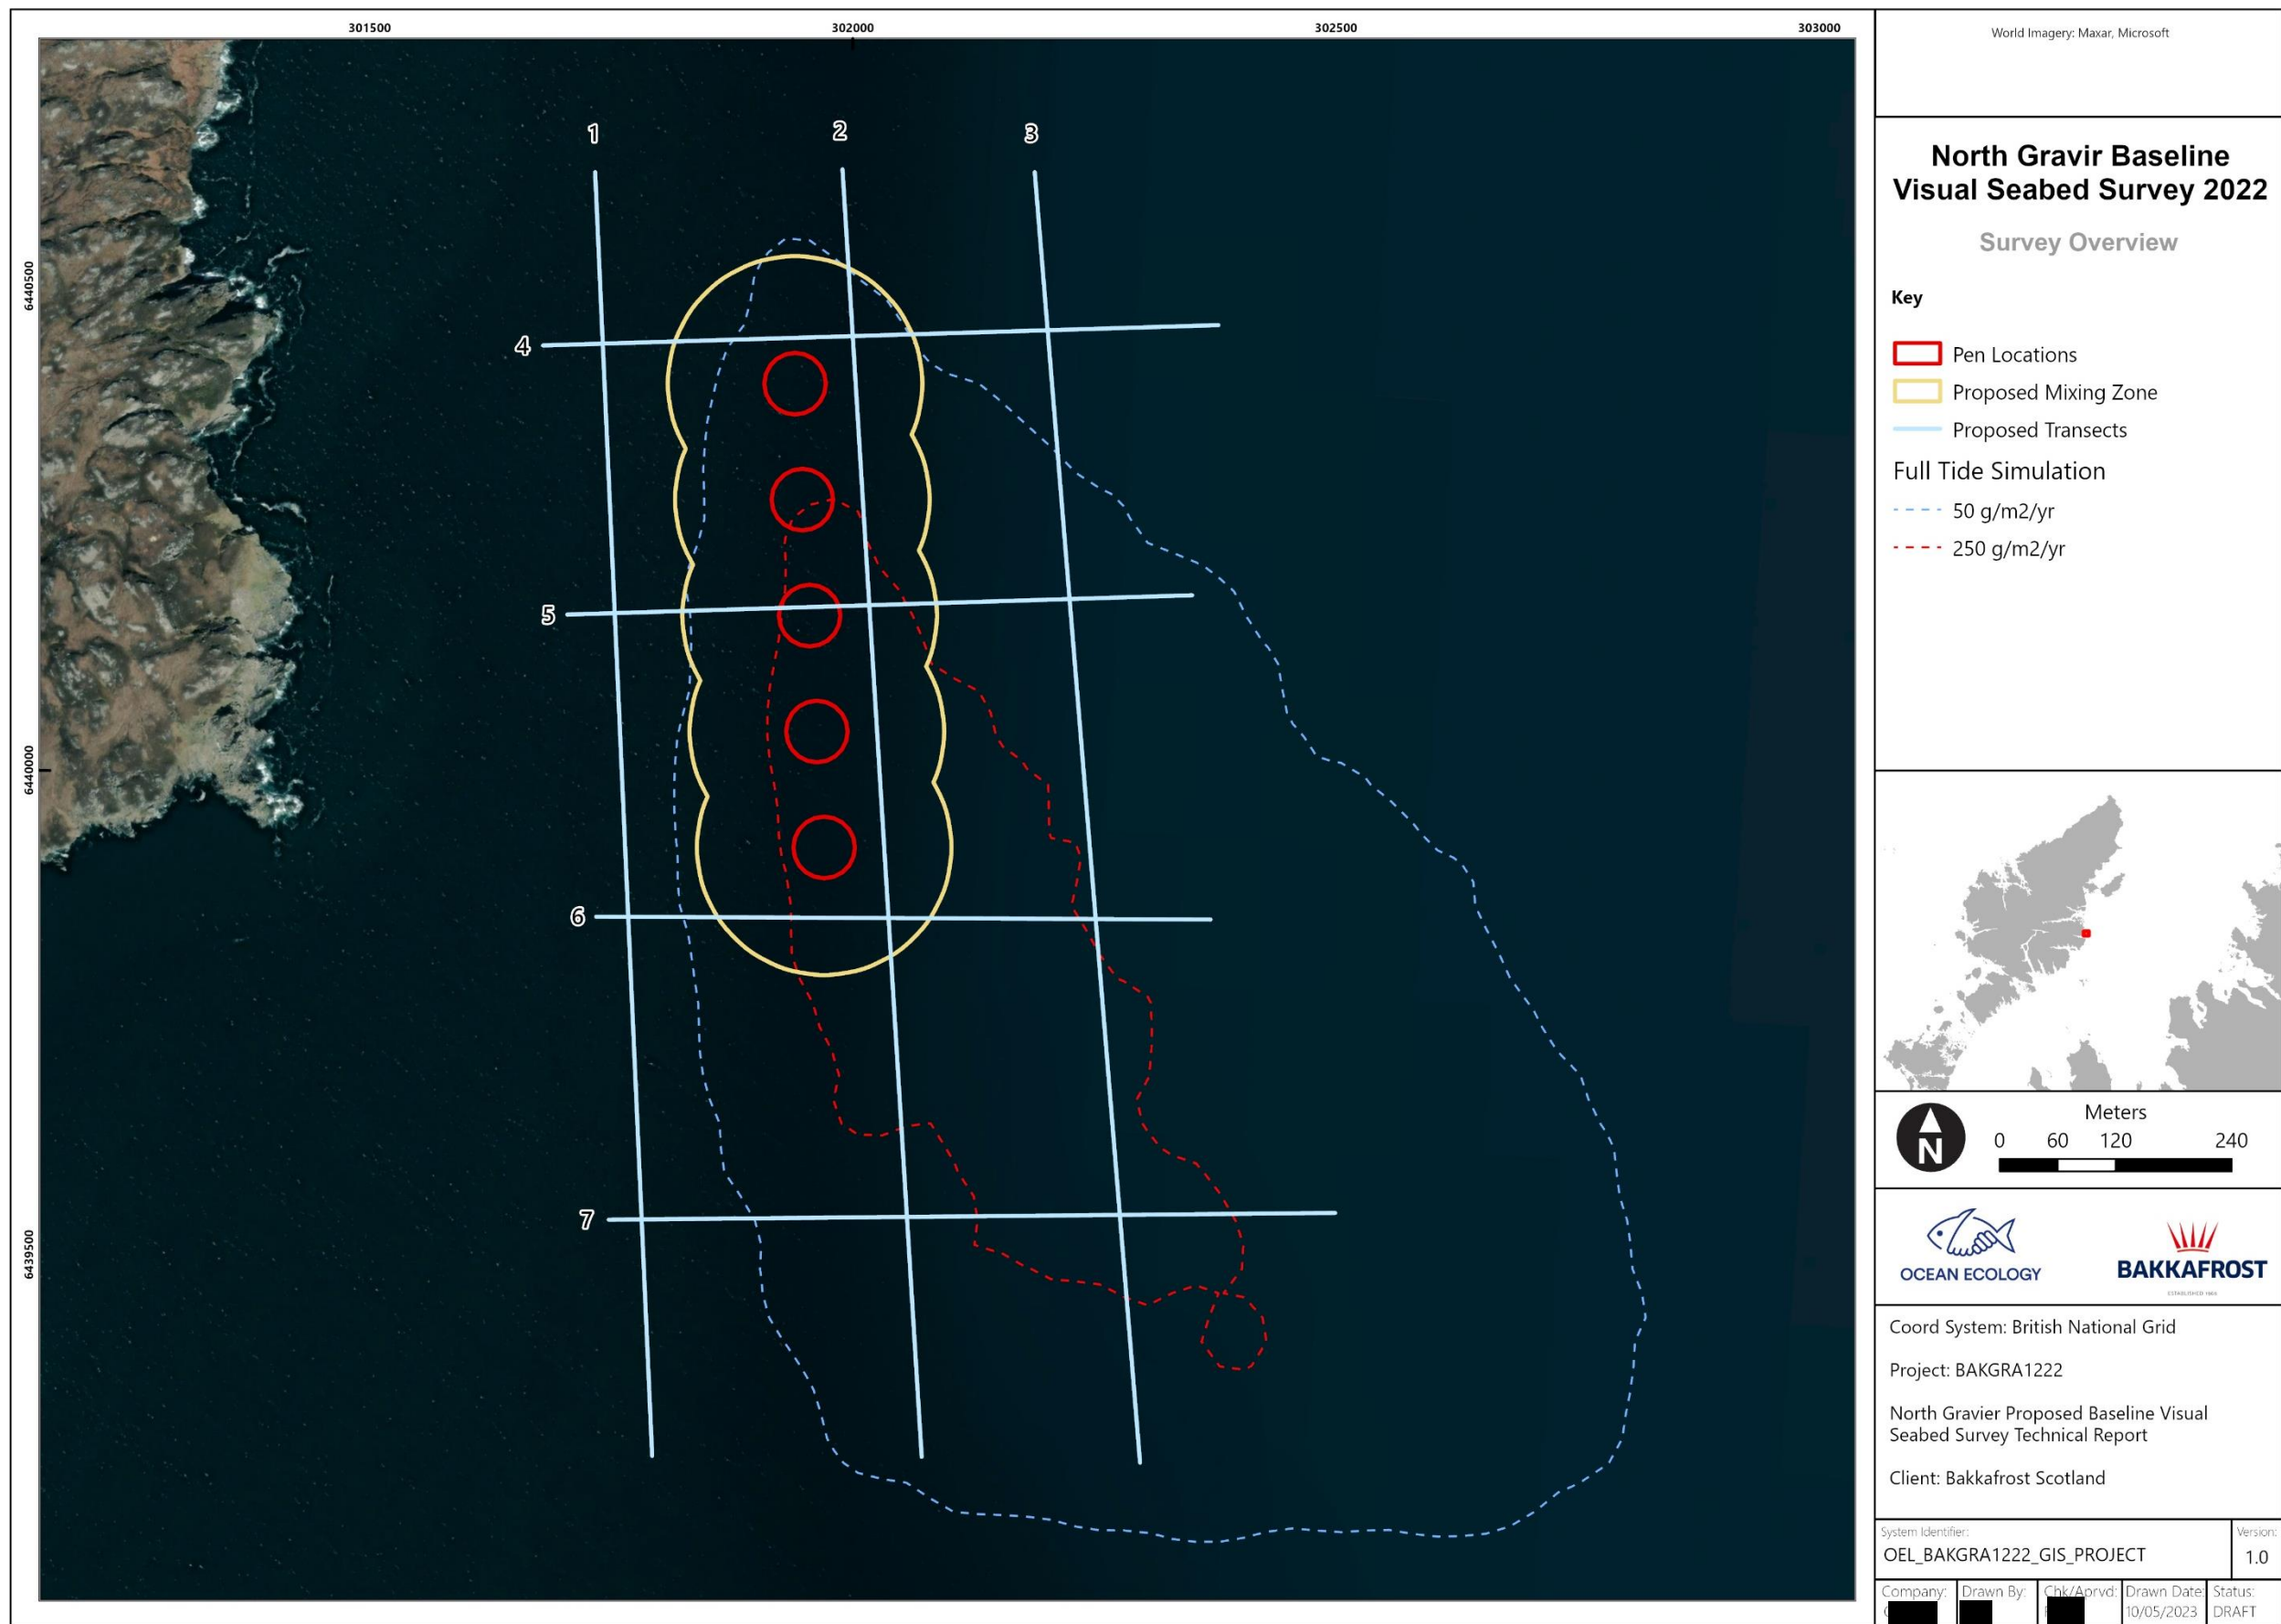 301500
302000
302500
303000
6440500
6440000
6439500
1
2
3
4
5
6
7
World Imagery: Maxar, Microsoft
North Gravir Baseline
Visual Seabed Survey 2022
Survey Overview
Key
Pen Locations
Proposed Mixing Zone
Proposed Transects
Full Tide Simulation
50 g/m2/yr
250 g/m2/yr
N
Meters
0 60 120 240
OCEAN ECOLOGY
BAKKAFROST
ESTABLISHED 1968
Coord System: British National Grid
Project: BAKGRA1222
North Gravier Proposed Baseline Visual
Seabed Survey Technical Report
Client: Bakkafrost Scotland
System Identifier: Version:
OEL_BAKGRA1222_GIS_PROJECT 1.0
Company: Drawn By: Chk/Aprvd: Drawn Date: Status:
10/05/2023 DRAFT